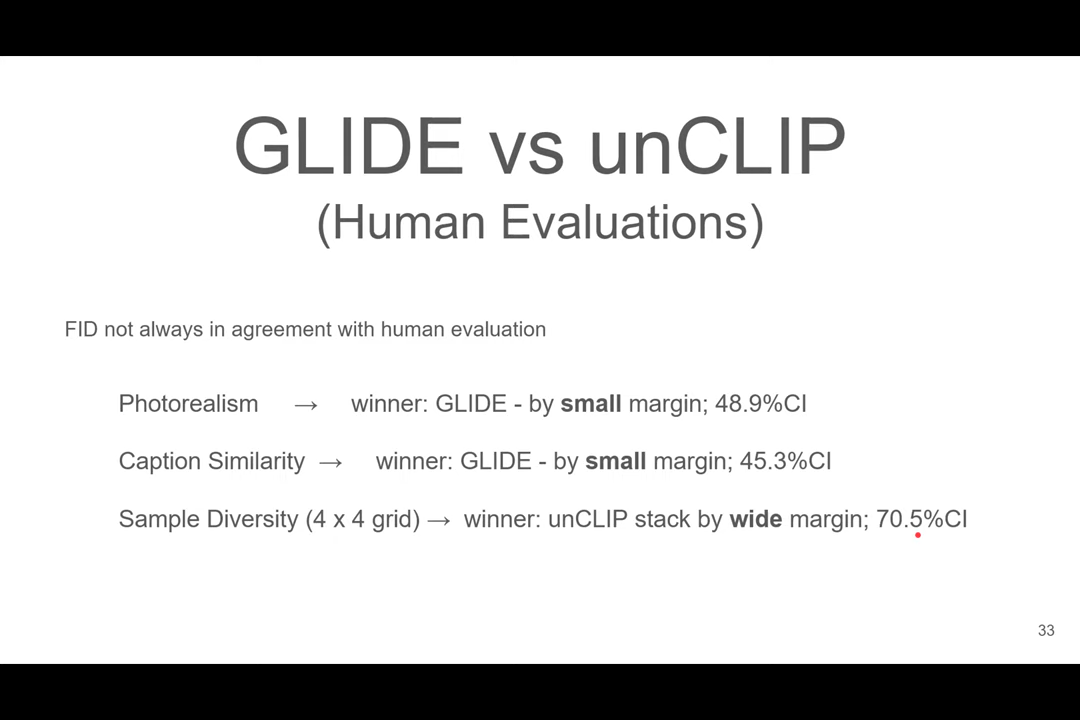 GLIDE vs unCLIP
(Human Evaluations)
FID not always in agreement with human evaluation
Photorealism → winner: GLIDE - by small margin; 48.9%CI
Caption Similarity → winner: GLIDE - by small margin; 45.3%CI
Sample Diversity (4 x 4 grid) → winner: unCLIP stack by wide margin; 70.5%CI
33